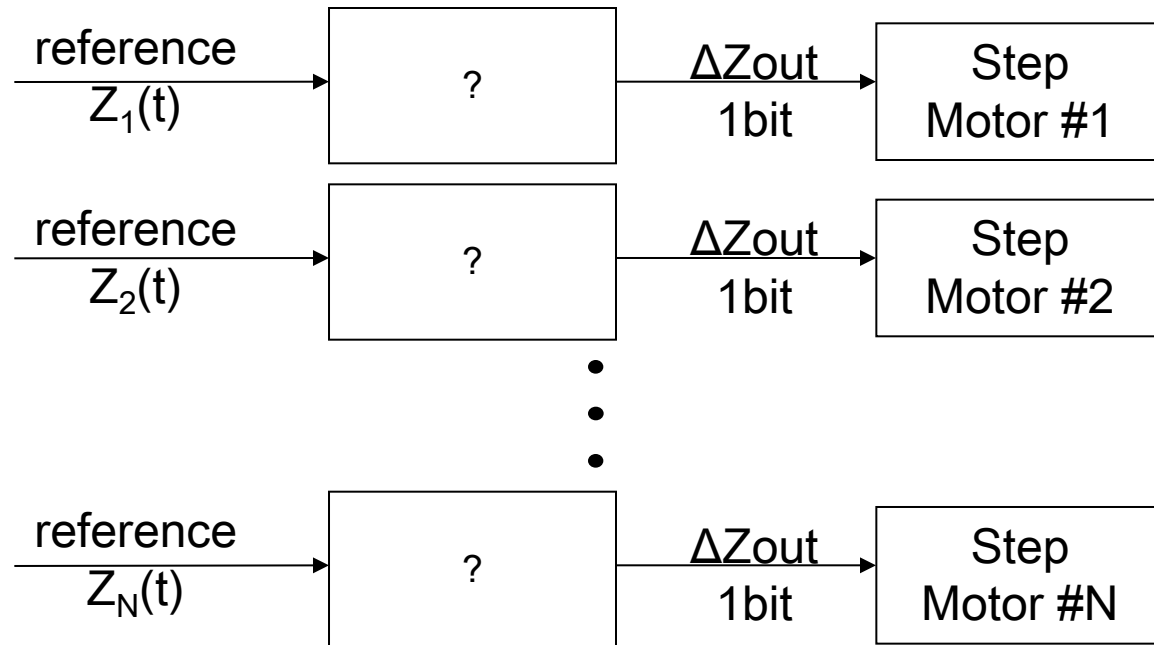 reference
Z₁(t)
?
ΔZout
1bit
Step
Motor #1
reference
Z₂(t)
?
ΔZout
1bit
Step
Motor #2
reference
Z_N(t)
?
ΔZout
1bit
Step
Motor #N